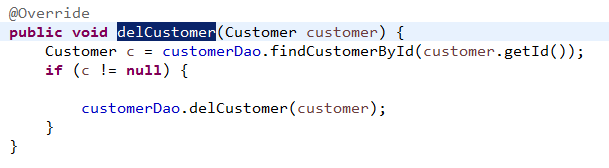 @Override
public void delCustomer(Customer customer) {
    Customer c = customerDao.findCustomerById(customer.getId());
    if (c != null) {
        customerDao.delCustomer(customer);
    }
}